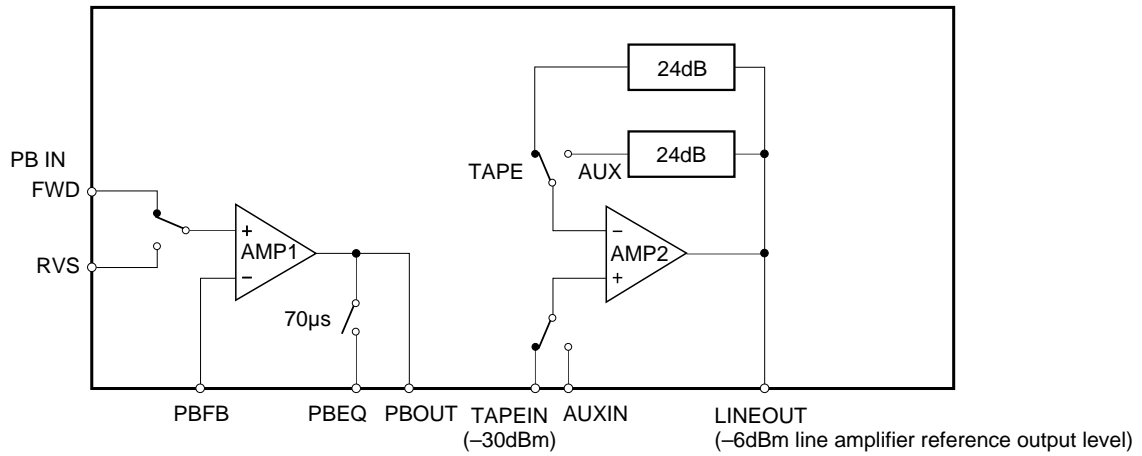 24dB
24dB
TAPE
AUX
PB IN
FWD
RVS
+
AMP1
–
–
AMP2
+
70µs
PBFB
PBEQ
PBOUT
TAPEIN
(–30dBm)
AUXIN
LINEOUT
(–6dBm line amplifier reference output level)